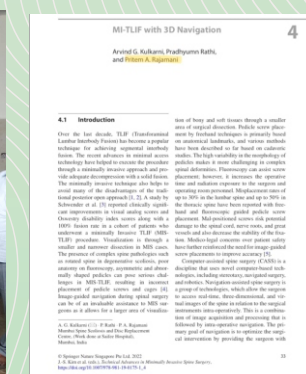 MI-TLIF with 3D Navigation
4
Arvind G. Kulkarni, Pradhyumn Rathi,
and Pritem A. Rajamani
4.1 Introduction
Over the last decade, TLIF (Transforaminal
Lumbar Interbody Fusion) has become a popular
technique for achieving segmental interbody
fusion. The recent advances in minimal access
technology have helped to execute the procedure
through a minimally invasive approach and pro-
vide adequate decompression with a solid fusion.
The minimally invasive technique also helps to
avoid many of the disadvantages of the tradi-
tional posterior open approach [1, 2]. A study by
Schwender et al. [3] reported clinically signifi-
cant improvements in visual analog scores and
Oswestry disability index scores along with a
100% fusion rate in a cohort of patients who
underwent a minimally invasive TLIF (MIS-
TLIF) procedure. Visualization is through a
smaller and narrower dissection in MIS cases.
The presence of complex spine pathologies such
as rotated spine in degenerative scoliosis, poor
anatomy on fluoroscopy, asymmetry and abnor-
mally shaped pedicles can pose serious chal-
lenges in MIS-TLIF, resulting in incorrect
placement of pedicle screws and cages [4].
Image-guided navigation during spinal surgery
can be of an invaluable assistance to MIS sur-
geons as it allows for a larger area of visualiza-
tion of bony and soft tissues through a smaller
area of surgical dissection. Pedicle screw place-
ment by freehand techniques is primarily based
on anatomical landmarks, and various methods
have been described so far based on cadaveric
studies. The high variability in the morphology of
pedicles makes it more challenging in complex
spinal deformities. Fluoroscopy can assist screw
placement; however, it increases the operative
time and radiation exposure to the surgeon and
operating room personnel. Misplacement rates of
up to 30% in the lumbar spine and up to 50% in
the thoracic spine have been reported with free-
hand and fluoroscopic guided pedicle screw
placement. Mal-positioned screws risk potential
damage to the spinal cord, nerve roots, and great
vessels and also decrease the stability of the fixa-
tion. Medico-legal concerns over patient safety
have further reinforced the need for image-guided
screw placements to improve accuracy [5].
Computer-assisted spine surgery (CASS) is a
discipline that uses novel computer-based tech-
nologies, including stereotaxy, navigated surgery,
and robotics. Navigation-assisted spine surgery is
a group of technologies, which allow the surgeon
to access real-time, three-dimensional, and vir-
tual images of the spine in relation to the surgical
instruments intra-operatively. This is a combina-
tion of image acquisition and processing that is
followed by intra-operative navigation. The pri-
mary goal of navigation is to optimize the surgi-
cal intervention by providing the surgeon with
A. G. Kulkarni · P. Rathi · P. A. Rajamani
Mumbai Spine Scoliosis and Disc Replacement
Centre, (Work done at Saifee Hospital),
Mumbai, India
© Springer Nature Singapore Pte Ltd. 2022
33